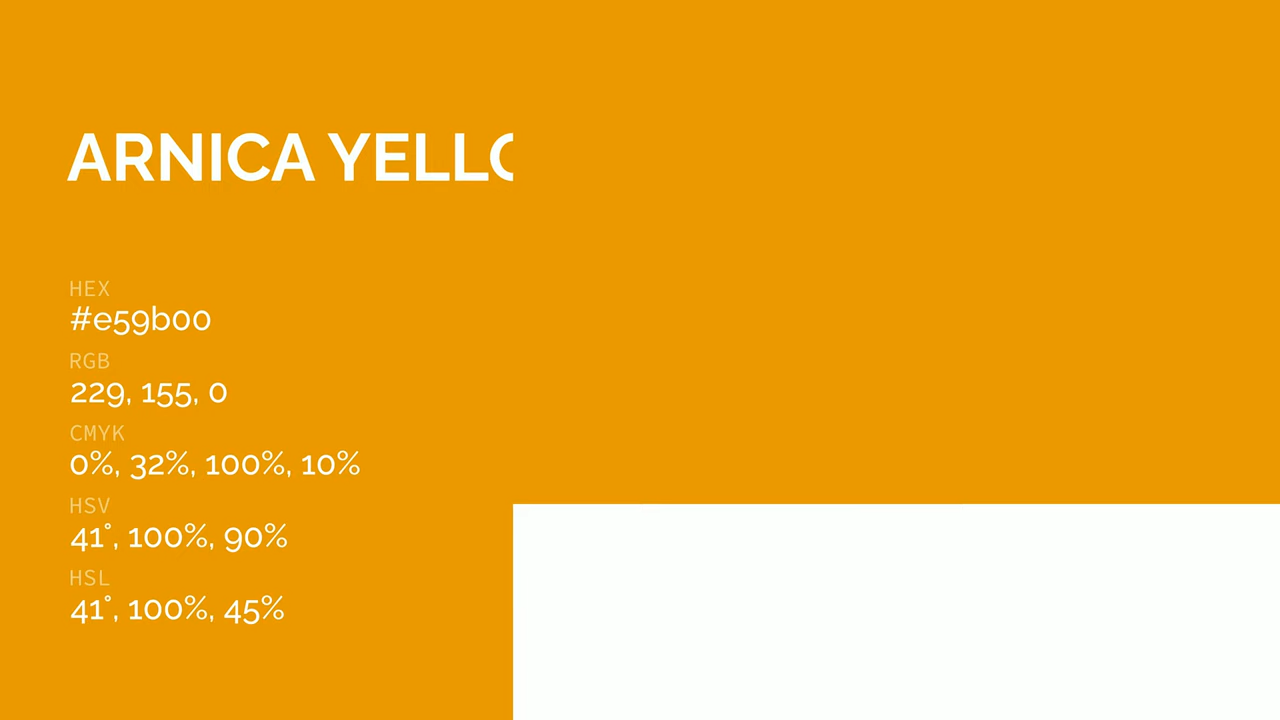 ARNICA YELLO
HEX
#e59b00
RGB
229, 155, 0
CMYK
0%, 32%, 100%, 10%
HSV
41°, 100%, 90%
HSL
41°, 100%, 45%